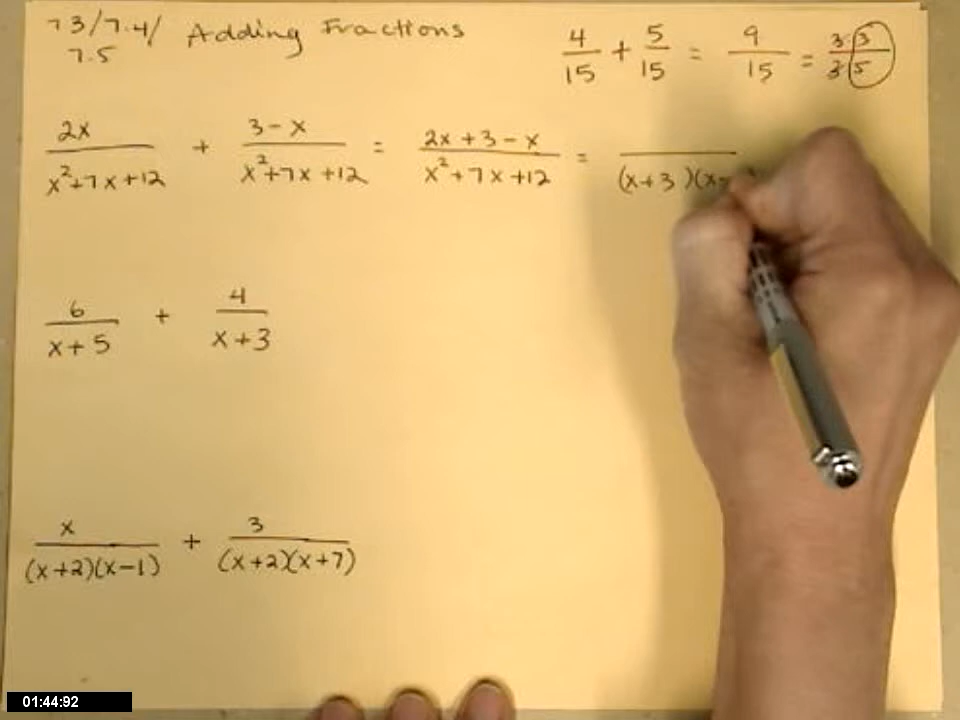 7.3/7.4/ Adding Fractions
7.5
4/15 + 5/15 = 9/15 = 3·3/3·5
2x/x²+7x+12 + 3-x/x²+7x+12 = 2x+3-x/x²+7x+12 = /(x+3)(x+
6/x+5 + 4/x+3
x/(x+2)(x-1) + 3/(x+2)(x+7)
01:44:92